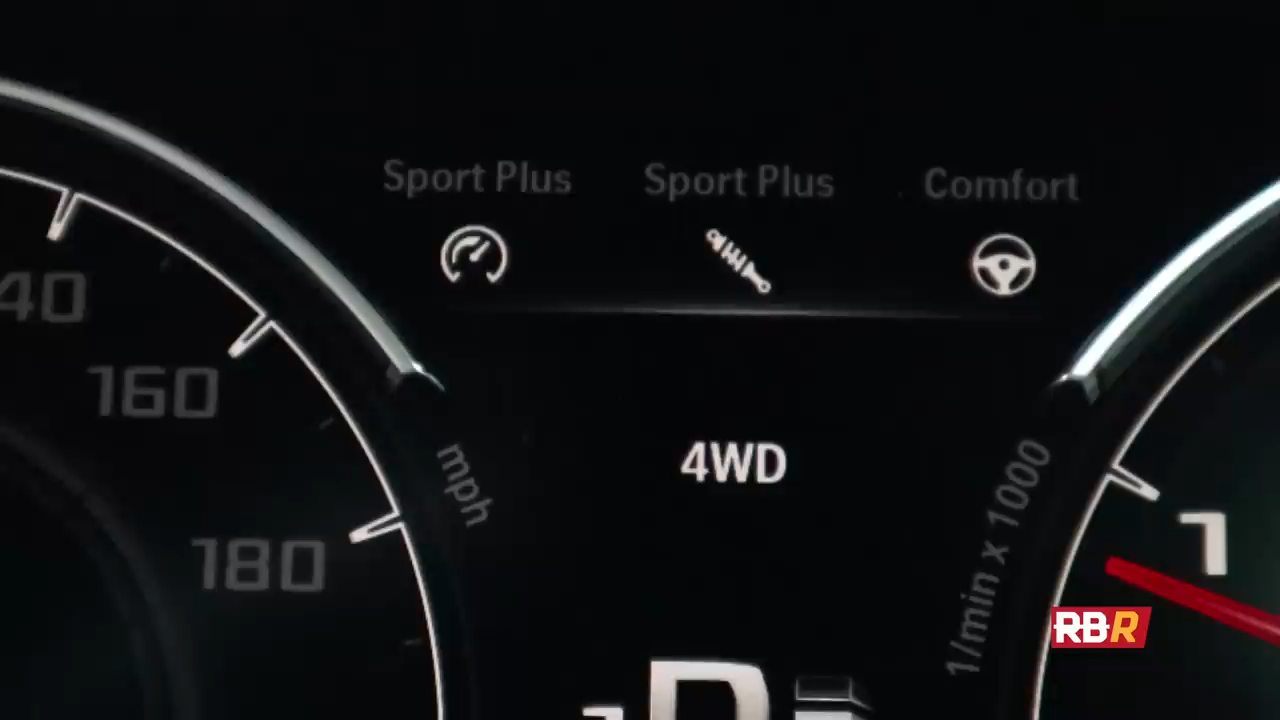 Sport Plus Sport Plus Comfort
40
160
mph
4WD
1/min x 1000
1
180
D
RBR